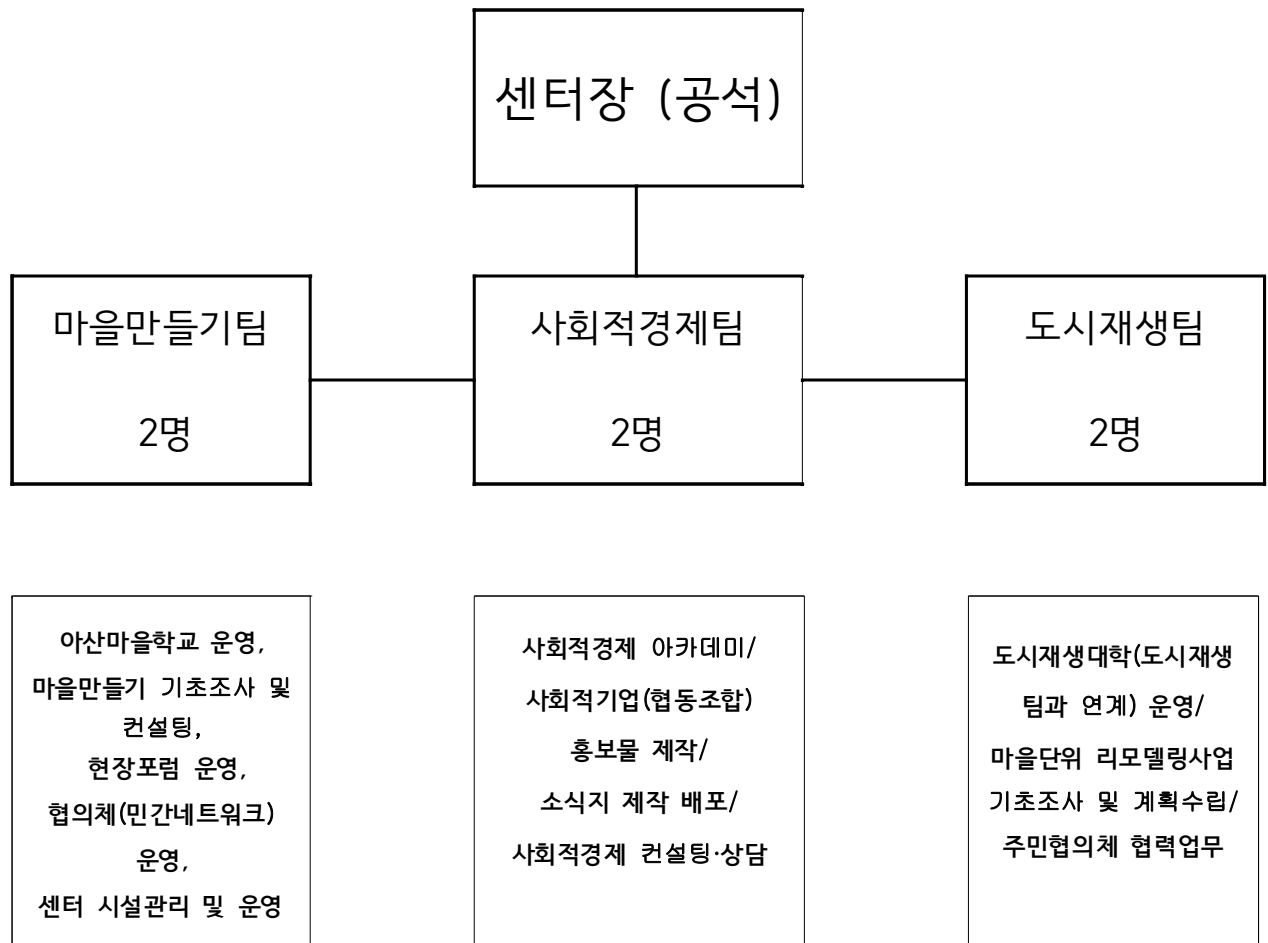 센터장 (공석)
마을만들기팀
2명
사회적경제팀
2명
도시재생팀
2명
아산마을학교 운영,
마을만들기 기초조사 및
컨설팅,
현장포럼 운영,
협의체(민간네트워크)
운영,
센터 시설관리 및 운영
사회적경제 아카데미/
사회적기업(협동조합)
홍보물 제작/
소식지 제작 배포/
사회적경제 컨설팅·상담
도시재생대학(도시재생
팀과 연계) 운영/
마을단위 리모델링사업
기초조사 및 계획수립/
주민협의체 협력업무